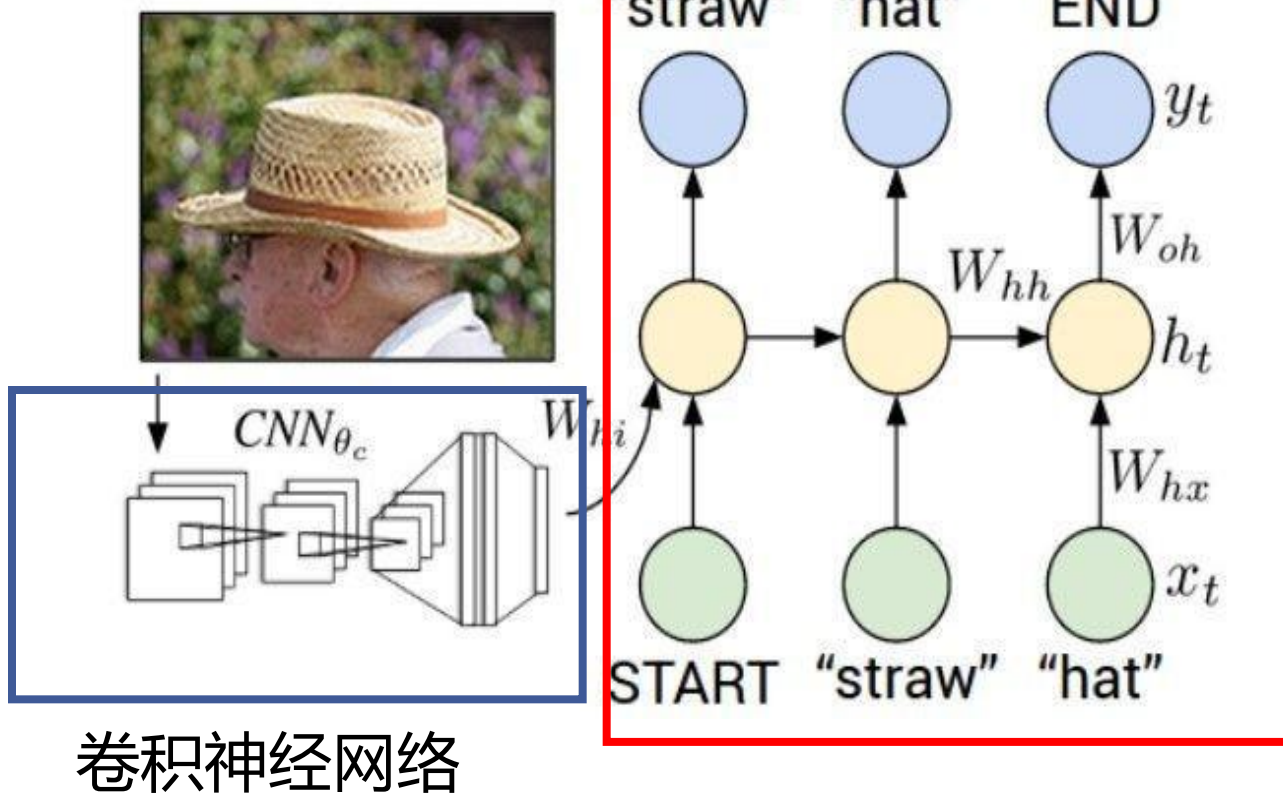 straw" "hat" END
y_t
W_oh
W_hh
h_t
CNN_θ_c
W_hi
W_hx
x_t
START "straw" "hat"
卷积神经网络